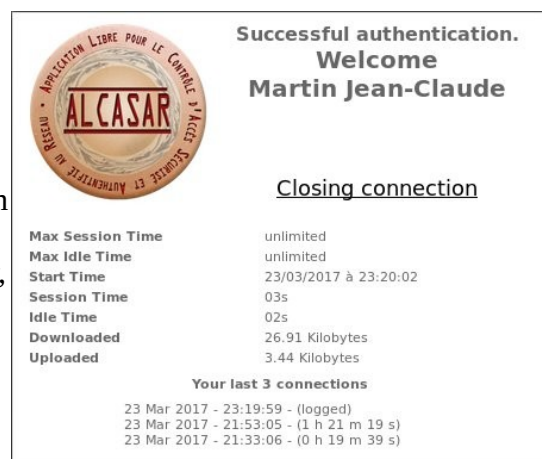 Successful authentication.
Welcome
Martin Jean-Claude
APPLICATION LIBRE POUR LE CONTRÔLE D'ACCÈS SÉCURISÉ ET AUTHENTIFIÉ AU RÉSEAU
ALCASAR
Closing connection
n
,
Max Session Time unlimited
Max Idle Time unlimited
Start Time 23/03/2017 à 23:20:02
Session Time 03s
Idle Time 02s
Downloaded 26.91 Kilobytes
Uploaded 3.44 Kilobytes
Your last 3 connections
23 Mar 2017 - 23:19:59 - (logged)
23 Mar 2017 - 21:53:05 - (1 h 21 m 19 s)
23 Mar 2017 - 21:33:06 - (0 h 19 m 39 s)